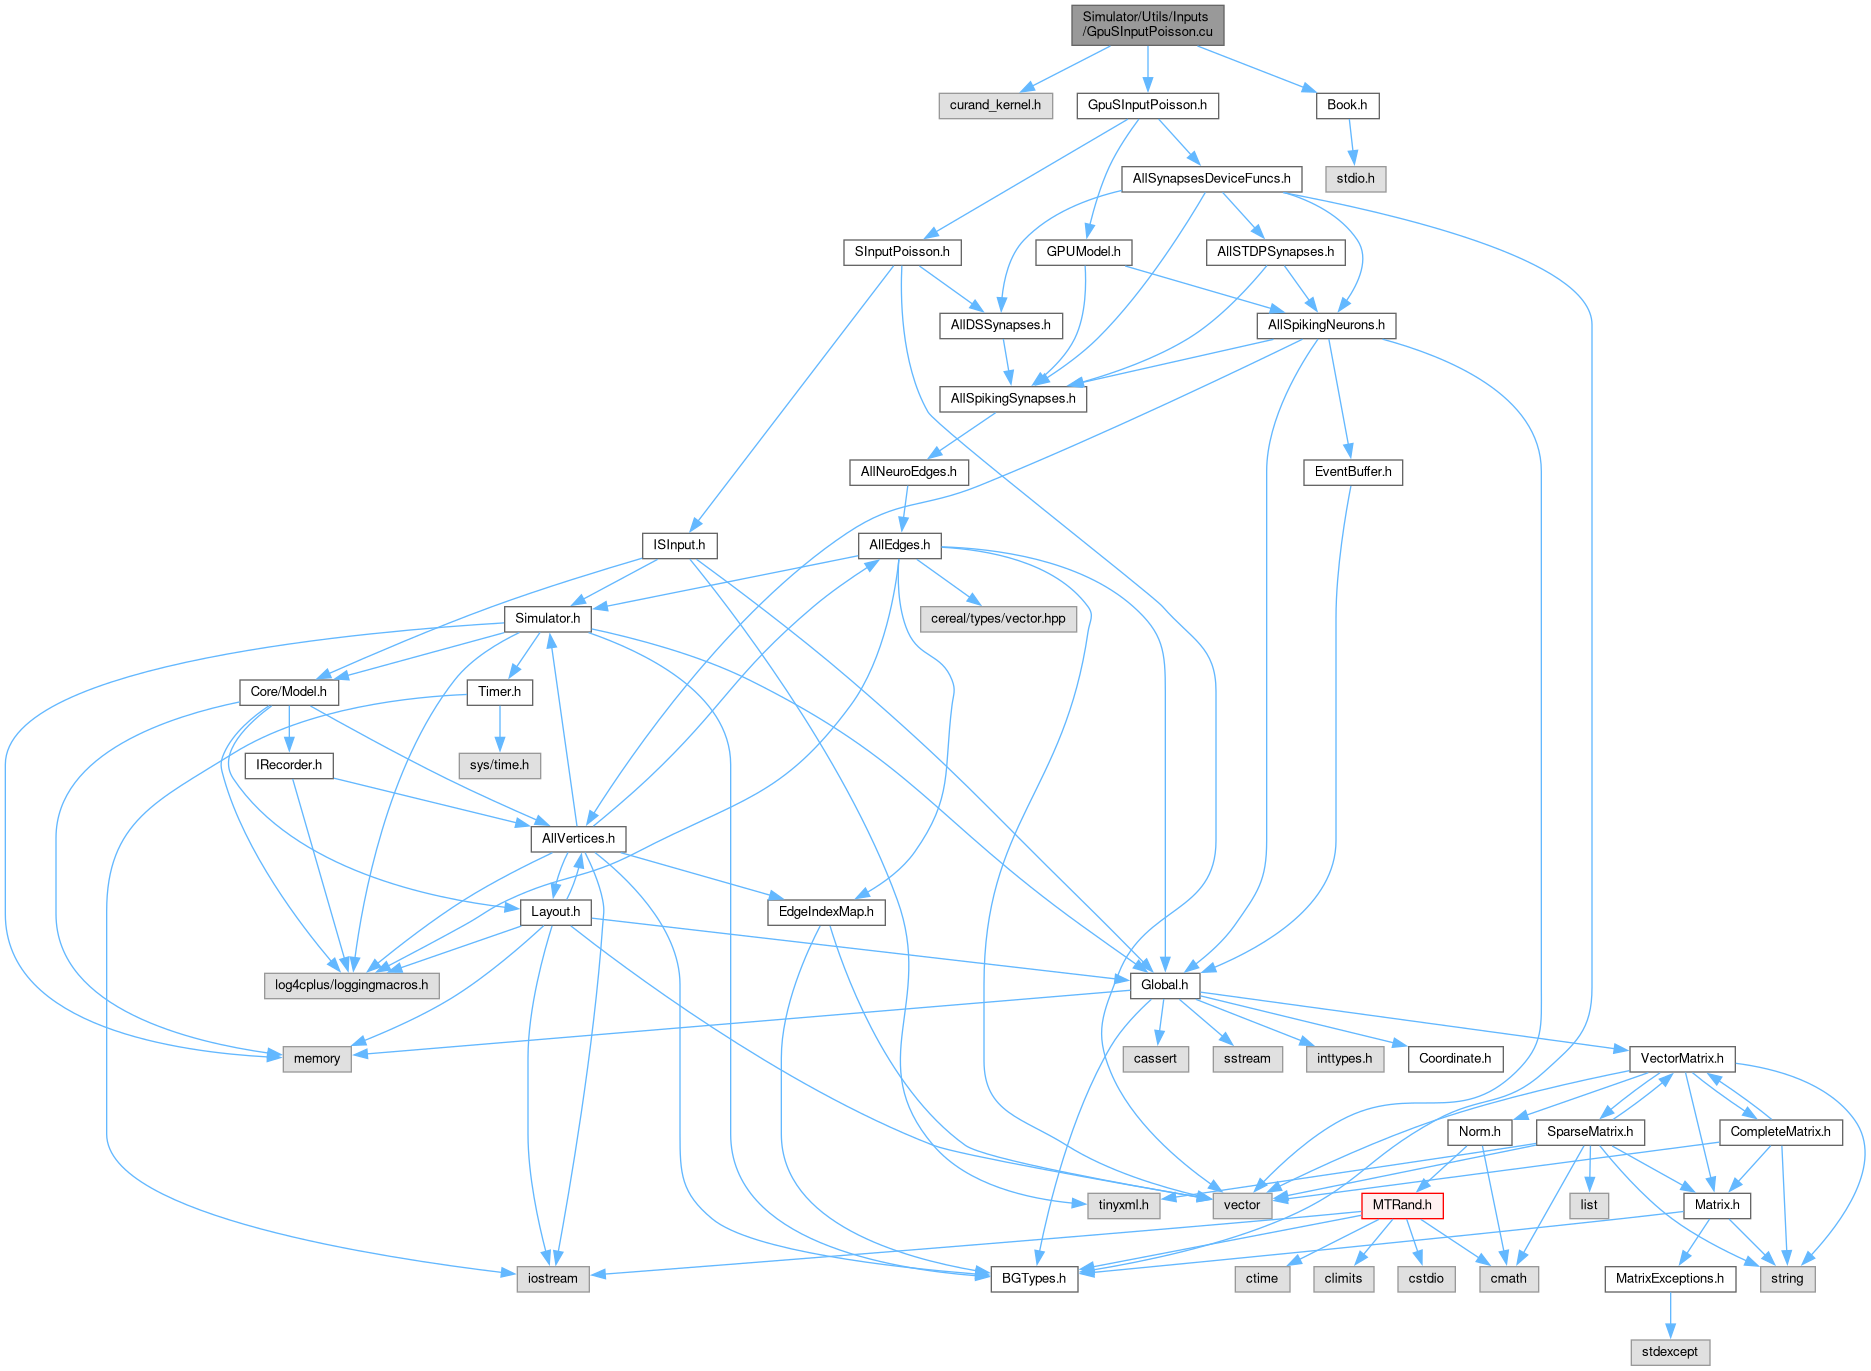 Simulator/Utils/Inputs
/GpuSInputPoisson.cu
curand_kernel.h
GpuSInputPoisson.h
Book.h
AllSynapsesDeviceFuncs.h
stdio.h
SInputPoisson.h
GPUModel.h
AllSTDPSynapses.h
AllDSSynapses.h
AllSpikingNeurons.h
AllSpikingSynapses.h
AllNeuroEdges.h
EventBuffer.h
ISInput.h
AllEdges.h
Simulator.h
cereal/types/vector.hpp
Core/Model.h
Timer.h
IRecorder.h
sys/time.h
AllVertices.h
Layout.h
EdgeIndexMap.h
log4cplus/loggingmacros.h
Global.h
memory
cassert
sstream
inttypes.h
Coordinate.h
VectorMatrix.h
Norm.h
SparseMatrix.h
CompleteMatrix.h
tinyxml.h
vector
MTRand.h
list
Matrix.h
iostream
BGTypes.h
ctime
climits
cstdio
cmath
MatrixExceptions.h
string
stdexcept